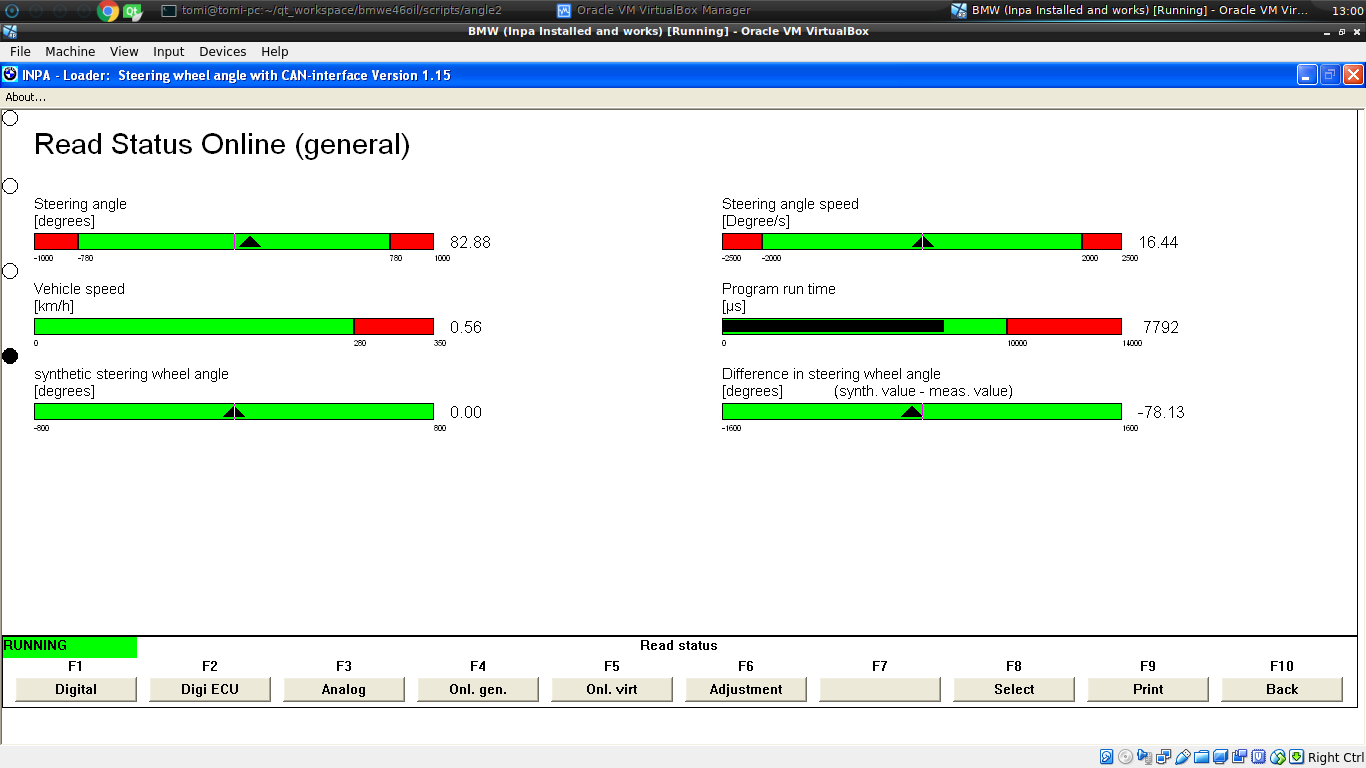 tomi@tomi-pc:~/qt_workspace/bmwe46oil/scripts/angle2
Oracle VM VirtualBox Manager
BMW (Inpa Installed and works) [Running] - Oracle VM Vir...
13:00
BMW (Inpa Installed and works) [Running] - Oracle VM VirtualBox
File Machine View Input Devices Help
INPA - Loader: Steering wheel angle with CAN-interface Version 1.15
About...
Read Status Online (general)
Steering angle
[degrees]
82.88
-1000 -780 780 1000
Steering angle speed
[Degree/s]
16.44
-2500 -2000 2000 2500
Vehicle speed
[km/h]
0.56
0 280 350
Program run time
[µs]
7792
0 10000 14000
synthetic steering wheel angle
[degrees]
0.00
-800 800
Difference in steering wheel angle
[degrees] (synth. value - meas. value)
-78.13
-1600 1600
RUNNING
Read status
F1 F2 F3 F4 F5 F6 F7 F8 F9 F10
Digital Digi ECU Analog Onl. gen. Onl. virt Adjustment Select Print Back
Right Ctrl